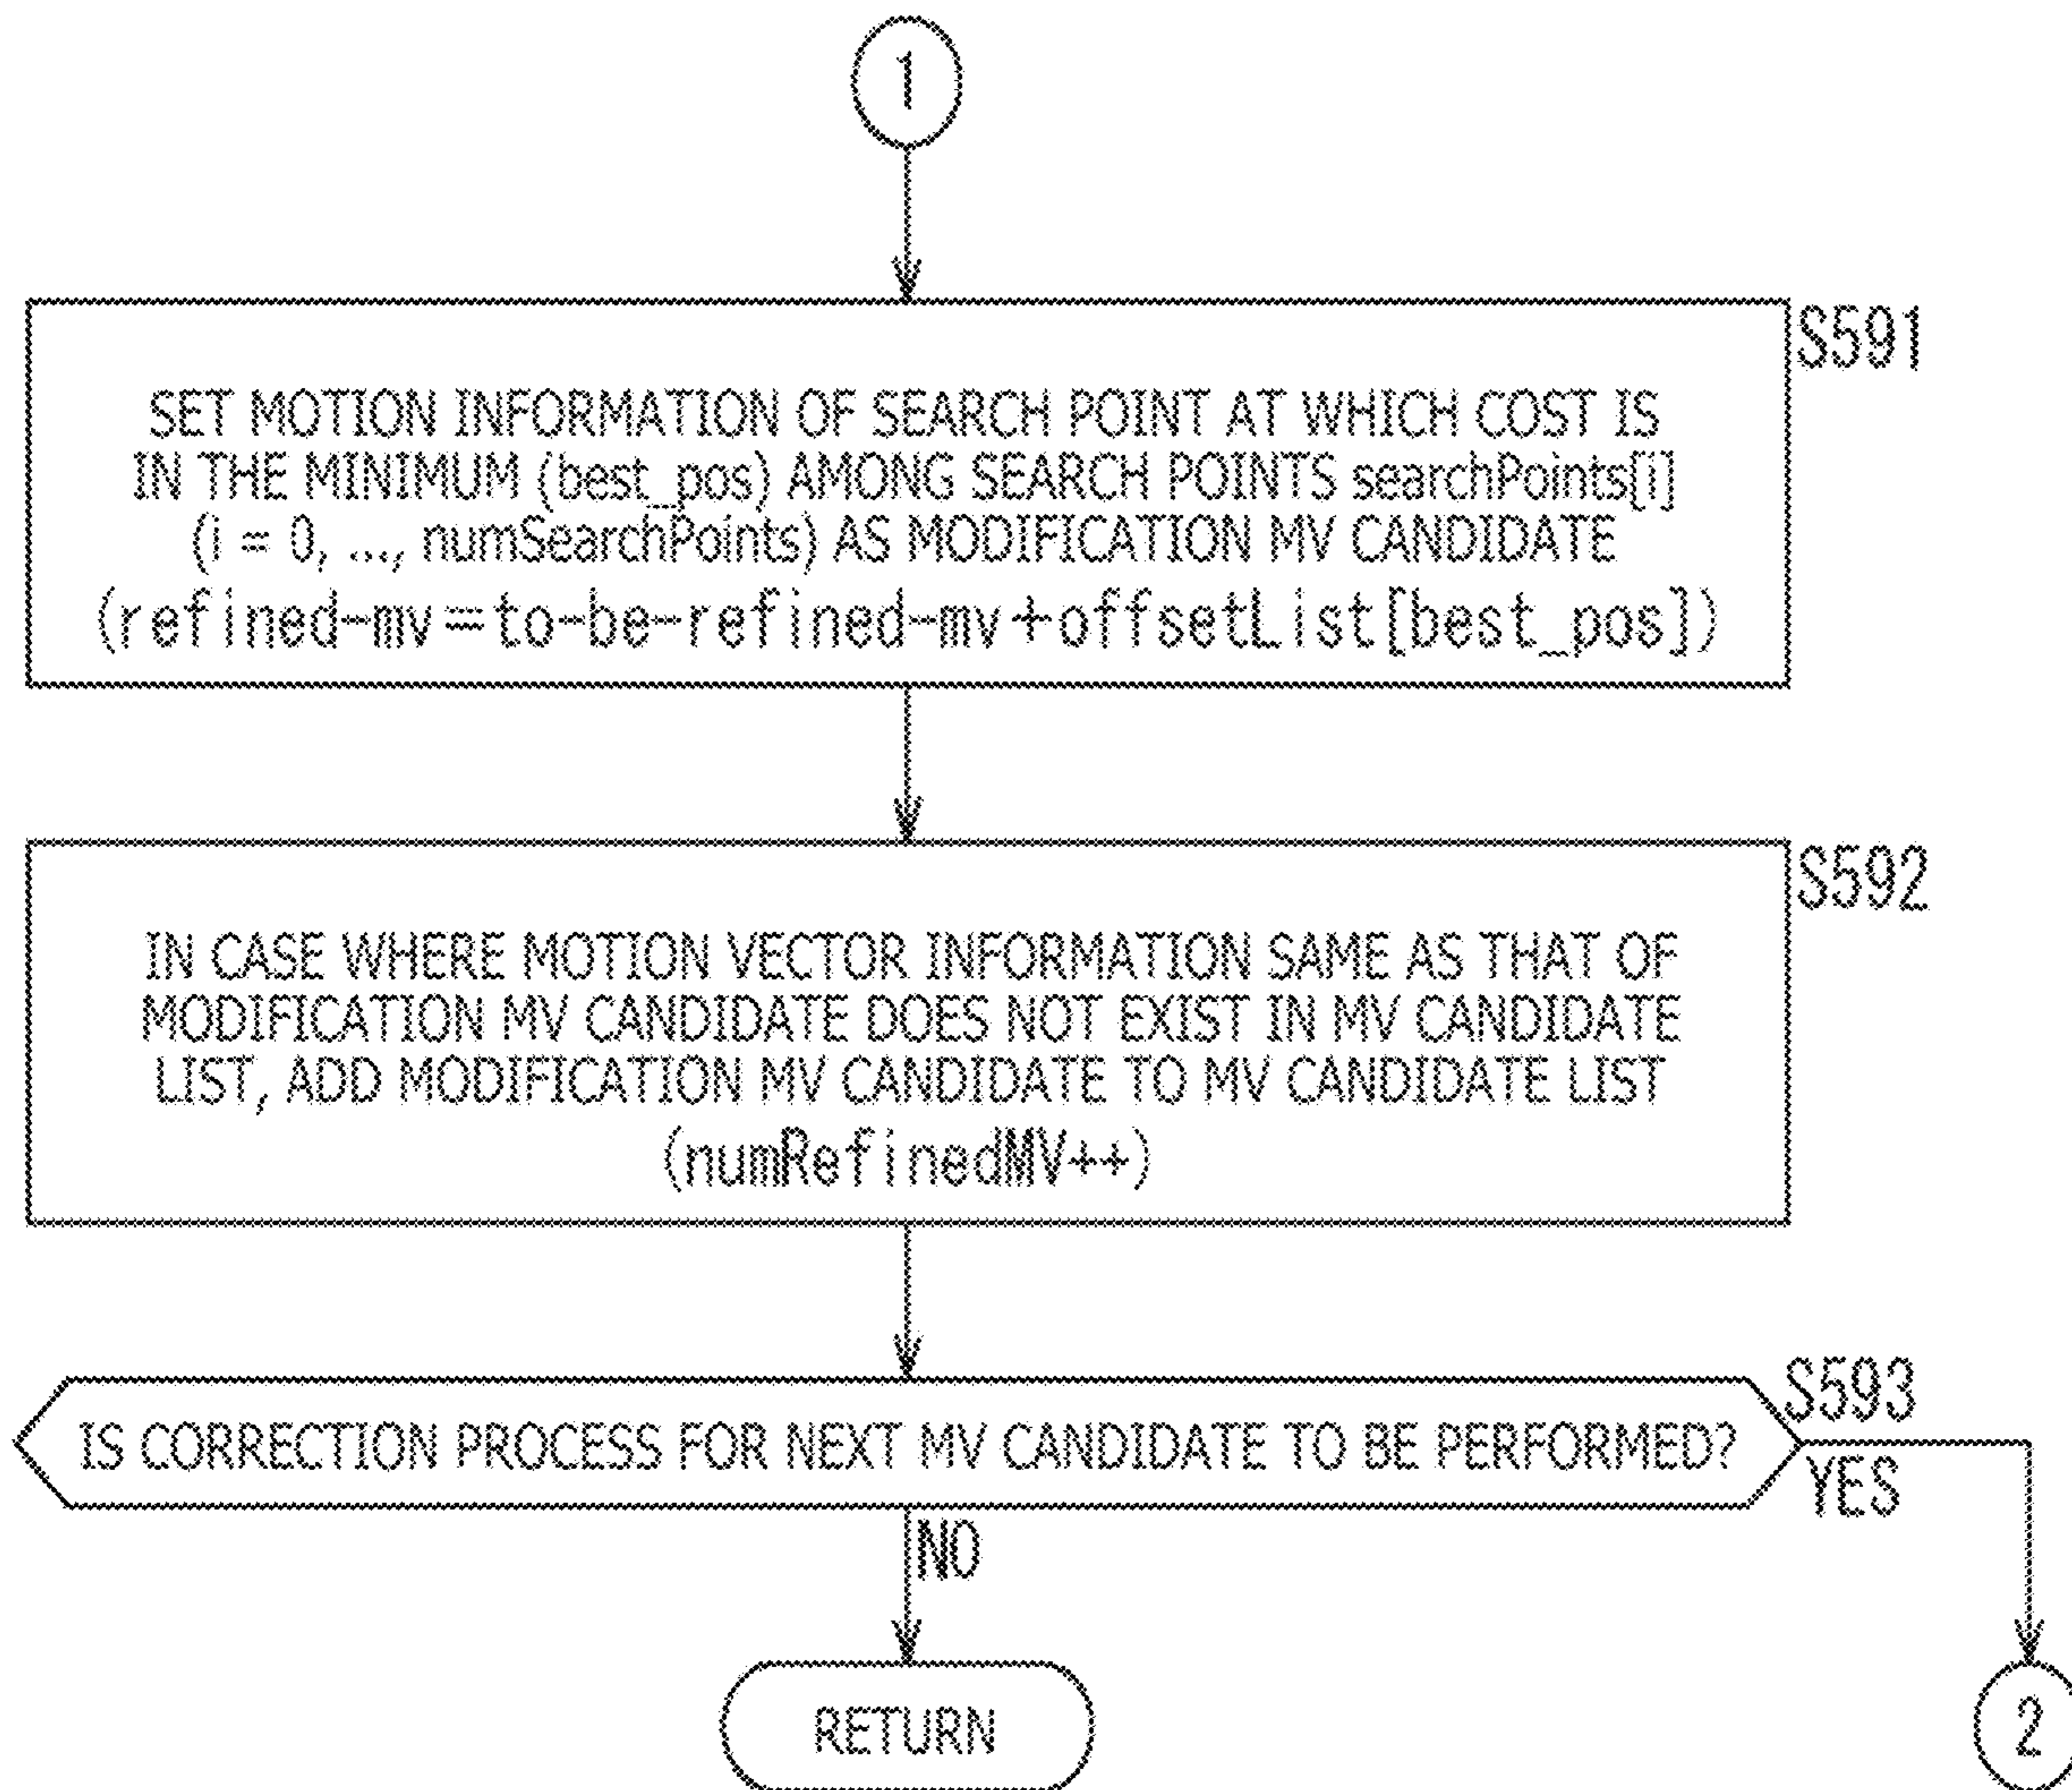 1
S591
SET MOTION INFORMATION OF SEARCH POINT AT WHICH COST IS
IN THE MINIMUM (best_pos) AMONG SEARCH POINTS searchPoints[i]
(i = 0, ..., numSearchPoints) AS MODIFICATION MV CANDIDATE
(refined-mv=to-be-refined-mv+offsetList[best_pos])
S592
IN CASE WHERE MOTION VECTOR INFORMATION SAME AS THAT OF
MODIFICATION MV CANDIDATE DOES NOT EXIST IN MV CANDIDATE
LIST, ADD MODIFICATION MV CANDIDATE TO MV CANDIDATE LIST
(numRefinedMV++)
S593
IS CORRECTION PROCESS FOR NEXT MV CANDIDATE TO BE PERFORMED?
YES
NO
RETURN
2